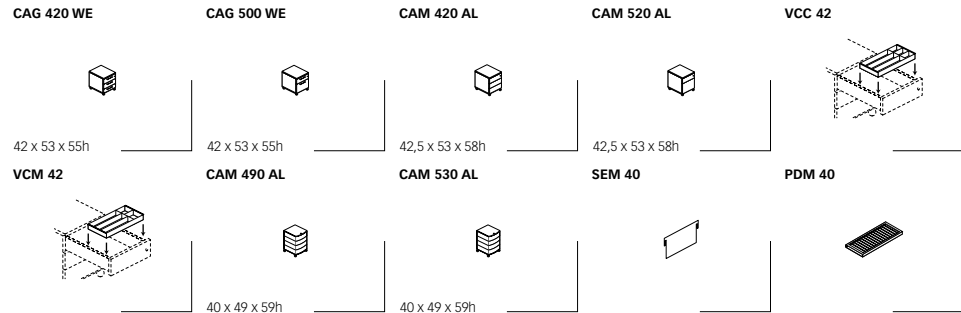 CAG 420 WE
CAG 500 WE
CAM 420 AL
CAM 520 AL
VCC 42
42 x 53 x 55h
42 x 53 x 55h
42,5 x 53 x 58h
42,5 x 53 x 58h
VCM 42
CAM 490 AL
CAM 530 AL
SEM 40
PDM 40
40 x 49 x 59h
40 x 49 x 59h